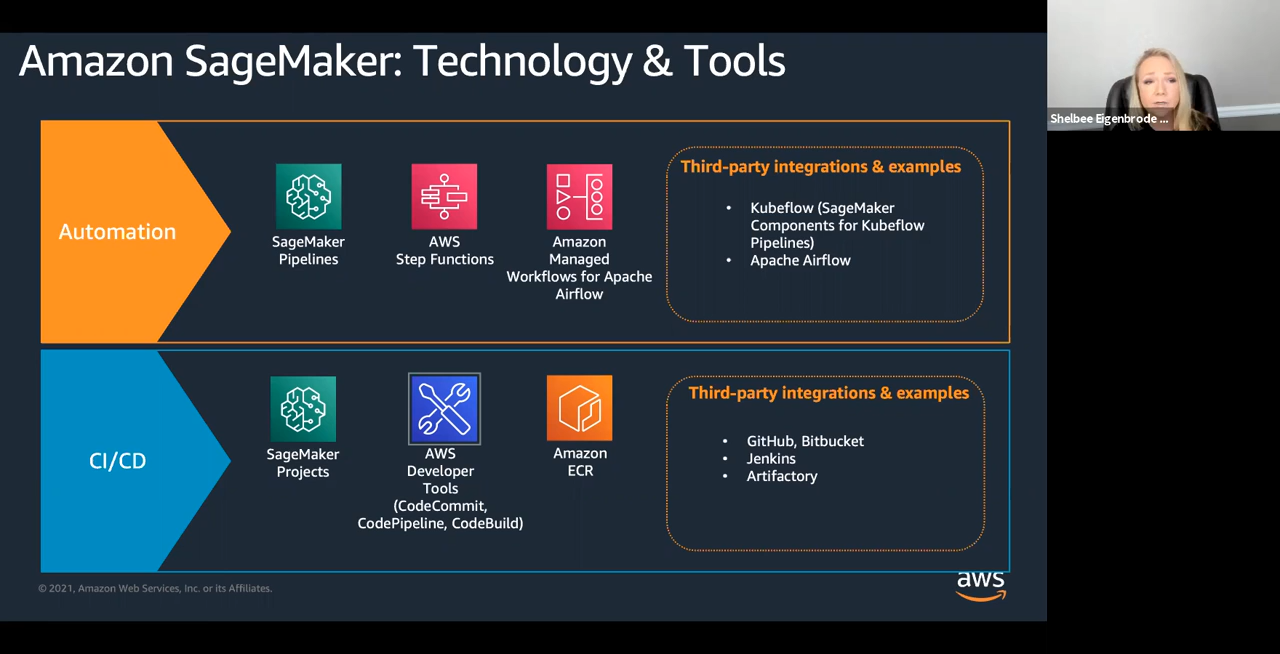 Amazon SageMaker: Technology & Tools
Shelbee Eigenbrode ...
Automation
SageMaker
Pipelines
AWS
Step Functions
Amazon
Managed
Workflows for Apache
Airflow
Third-party integrations & examples
• Kubeflow (SageMaker
Components for Kubeflow
Pipelines)
• Apache Airflow
CI/CD
SageMaker
Projects
AWS
Developer
Tools
(CodeCommit,
CodePipeline, CodeBuild)
Amazon
ECR
Third-party integrations & examples
• GitHub, Bitbucket
• Jenkins
• Artifactory
© 2021, Amazon Web Services, Inc. or its Affiliates.
aws